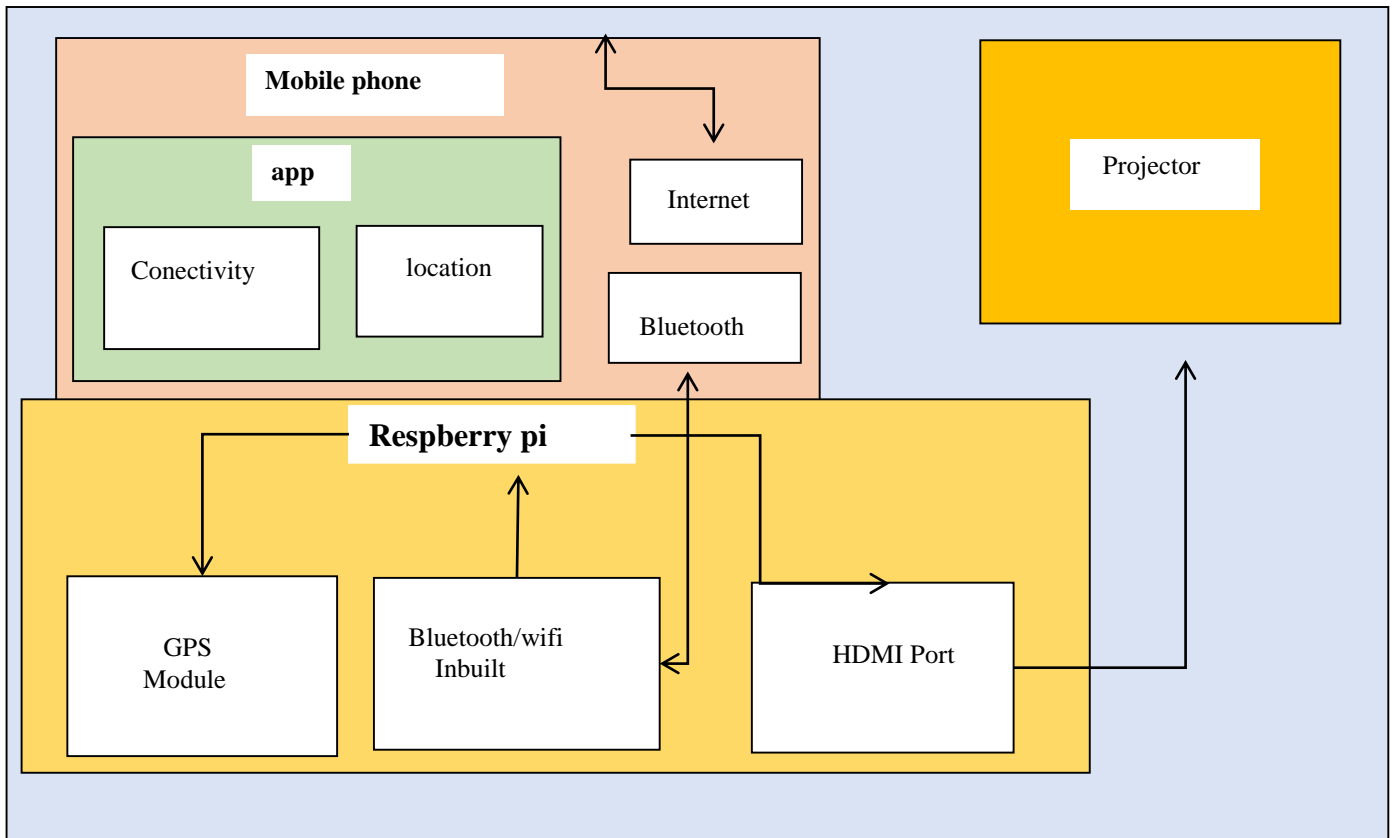 Mobile phone
app
Conectivity
location
Internet
Bluetooth
Projector
Respberry pi
GPS
Module
Bluetooth/wifi
Inbuilt
HDMI Port